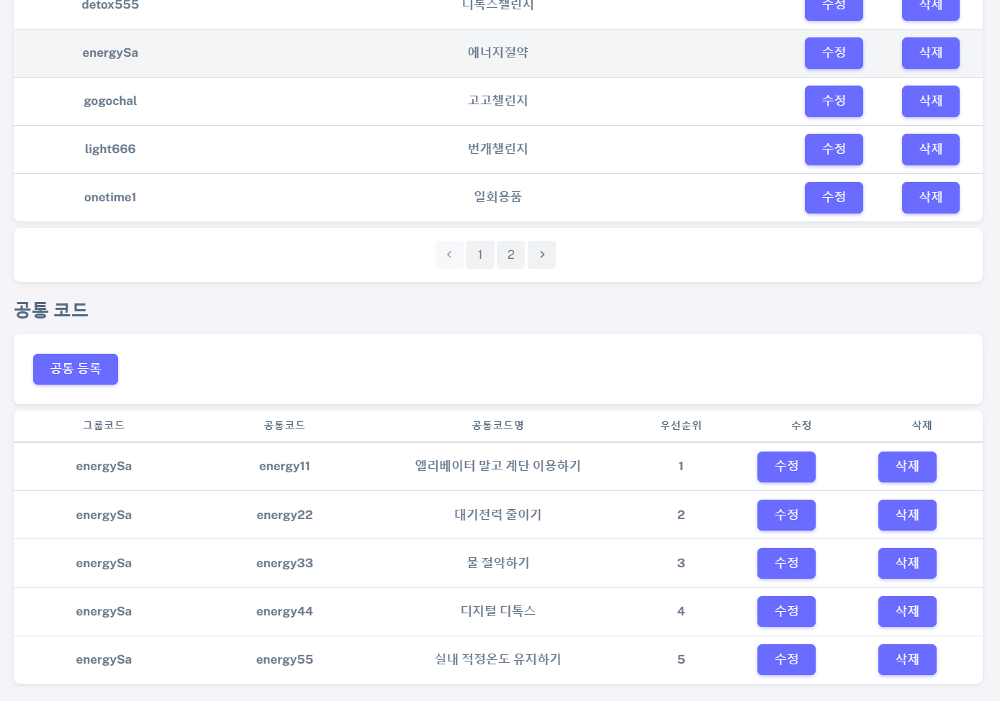 detox555 디톡스챌린지 수정 삭제
energySa 에너지절약 수정 삭제
gogochal 고고챌린지 수정 삭제
light666 번개챌린지 수정 삭제
onetime1 일회용품 수정 삭제
‹ 1 2 ›
공통 코드
공통 등록
그룹코드 공통코드 공통코드명 우선순위 수정 삭제
energySa energy11 엘리베이터 말고 계단 이용하기 1 수정 삭제
energySa energy22 대기전력 줄이기 2 수정 삭제
energySa energy33 물 절약하기 3 수정 삭제
energySa energy44 디지털 디톡스 4 수정 삭제
energySa energy55 실내 적정온도 유지하기 5 수정 삭제